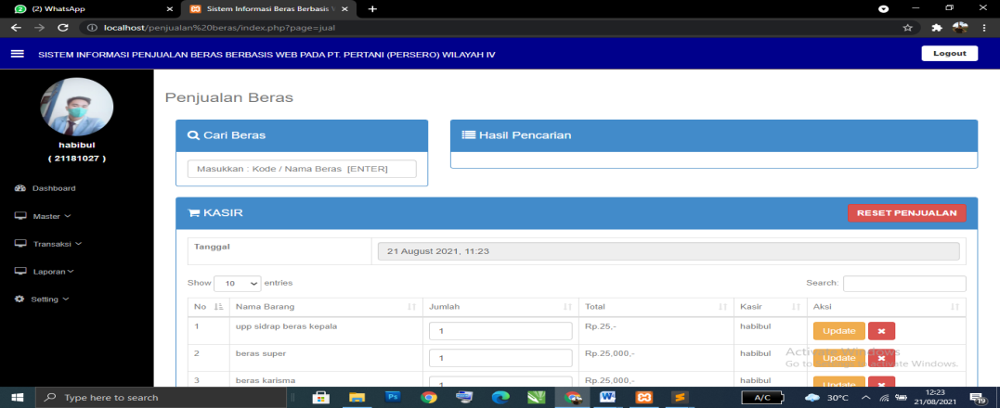 (2) WhatsApp
Sistem Informasi Beras Berbasis
localhost/penjualan%20beras/index.php?page=jual
SISTEM INFORMASI PENJUALAN BERAS BERBASIS WEB PADA PT. PERTANI (PERSERO) WILAYAH IV
Logout
habibul
( 21181027 )
Dashboard
Master
Transaksi
Laporan
Setting
Penjualan Beras
Cari Beras
Masukkan : Kode / Nama Beras [ENTER]
Hasil Pencarian
KASIR
RESET PENJUALAN
Tanggal
21 August 2021, 11:23
Show 10 entries
Search:
No Nama Barang Jumlah Total Kasir Aksi
1 upp sidrap beras kepala 1 Rp.25,- habibul Update
2 beras super 1 Rp.25,000,- habibul Update
3 beras karisma 1 Rp.25,000,- habibul Update
Activate Windows
Go to Activate Windows.
Type here to search
Ps
A/C
30°C
12:23
21/08/2021
19